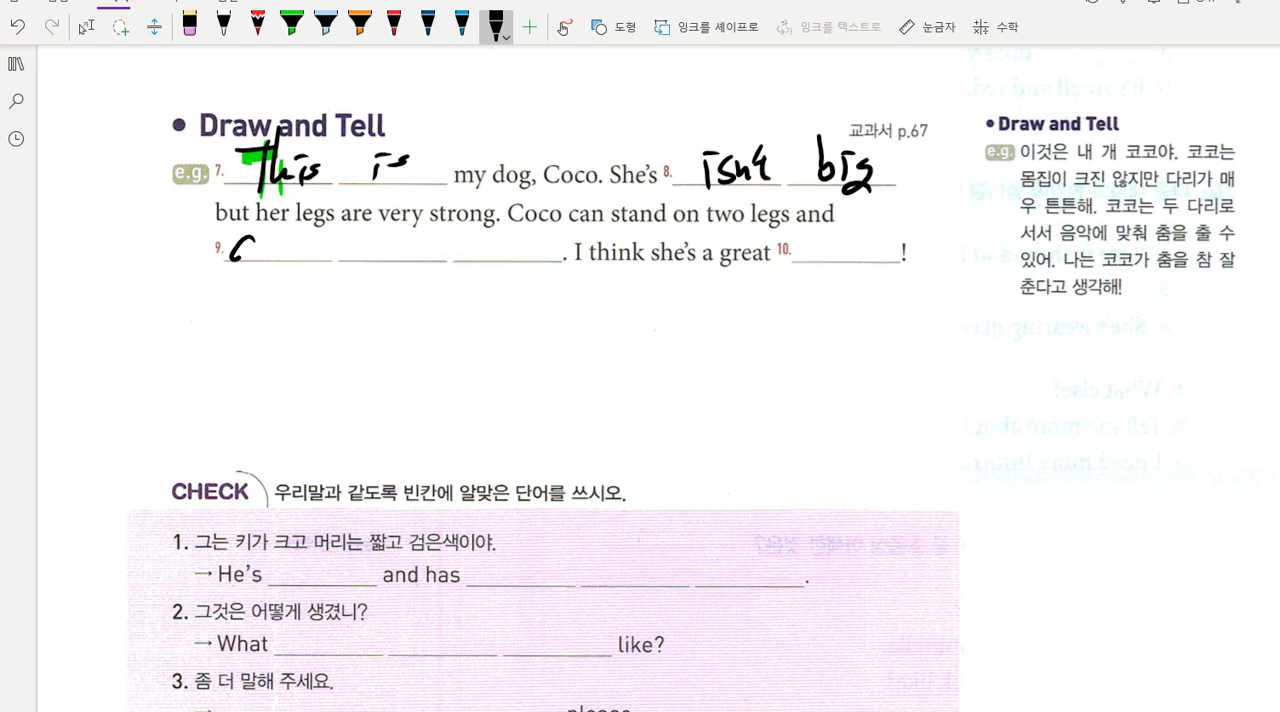 도형
잉크를 셰이프로
잉크를 텍스트로
눈금자
수학
• Draw and Tell
교과서 p.67
e.g. 7. This is my dog, Coco. She's 8. isn't big
but her legs are very strong. Coco can stand on two legs and
9. C . I think she's a great 10. !
• Draw and Tell
e.g. 이것은 내 개 코코야. 코코는
몸집이 크진 않지만 다리가 매
우 튼튼해. 코코는 두 다리로
서서 음악에 맞춰 춤을 출 수
있어. 나는 코코가 춤을 참 잘
춘다고 생각해!
CHECK 우리말과 같도록 빈칸에 알맞은 단어를 쓰시오.
1. 그는 키가 크고 머리는 짧고 검은색이야.
→ He's and has .
2. 그것은 어떻게 생겼니?
→ What like?
3. 좀 더 말해 주세요.
please